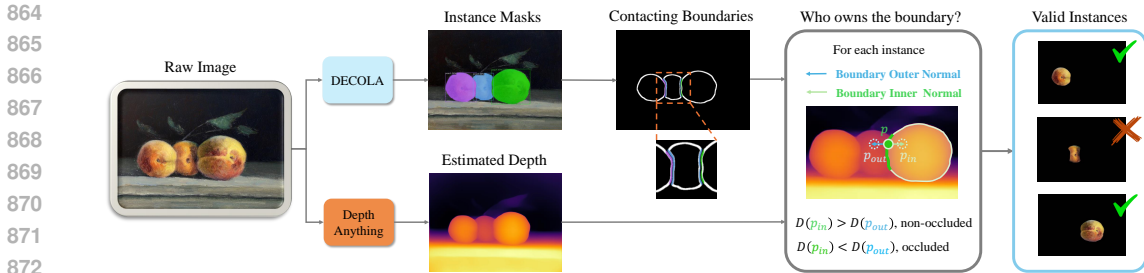 864
865
866
867
868
869
870
871
872
Raw Image
DECOLA
Depth
Anything
Instance Masks
Estimated Depth
Contacting Boundaries
Who owns the boundary?
For each instance
Boundary Outer Normal
Boundary Inner Normal
p
p_out
p_in
D(p_in) > D(p_out), non-occluded
D(p_in) < D(p_out), occluded
Valid Instances